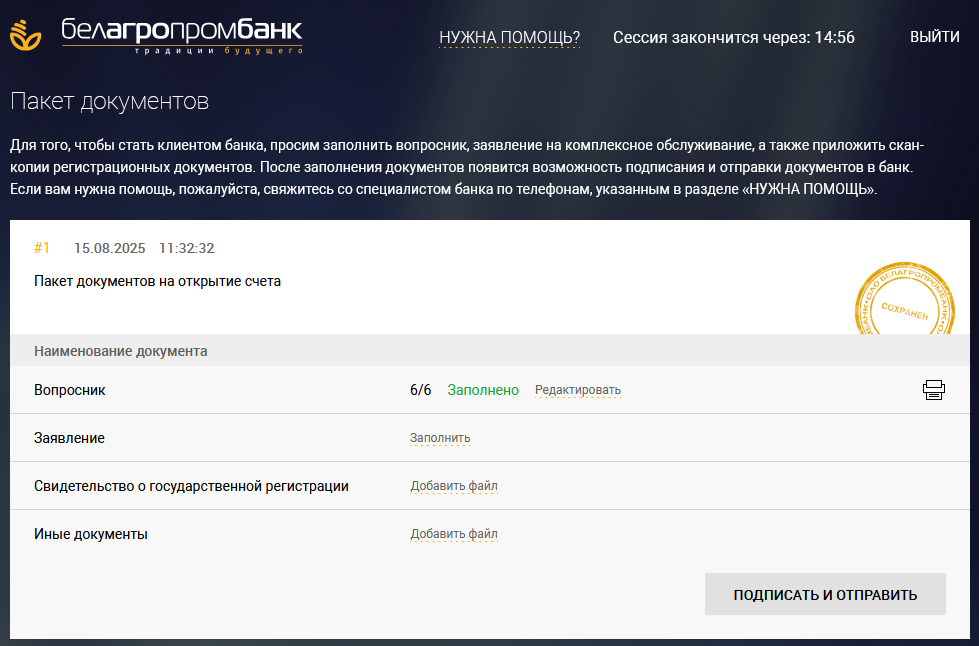 белагропромбанк
традиции будущего
НУЖНА ПОМОЩЬ?
Сессия закончится через: 14:56
ВЫЙТИ
Пакет документов
Для того, чтобы стать клиентом банка, просим заполнить вопросник, заявление на комплексное обслуживание, а также приложить скан-
копии регистрационных документов. После заполнения документов появится возможность подписания и отправки документов в банк.
Если вам нужна помощь, пожалуйста, свяжитесь со специалистом банка по телефонам, указанным в разделе «НУЖНА ПОМОЩЬ».
#1 15.08.2025 11:32:32
Пакет документов на открытие счета
ОАО БЕЛАГРОПРОМБАНК
СОХРАНЕН
Наименование документа
Вопросник 6/6 Заполнено Редактировать
Заявление Заполнить
Свидетельство о государственной регистрации Добавить файл
Иные документы Добавить файл
ПОДПИСАТЬ И ОТПРАВИТЬ